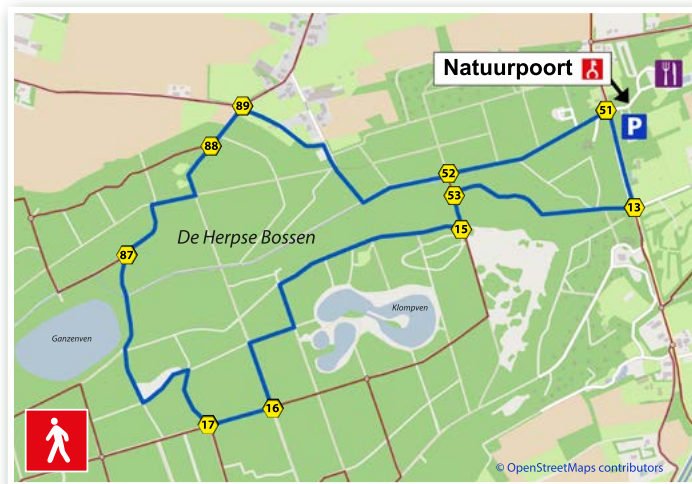 Natuurpoort
51
P
89
88
52
53
13
15
De Herpse Bossen
87
Klompven
Ganzenven
16
17
© OpenStreetMaps contributors